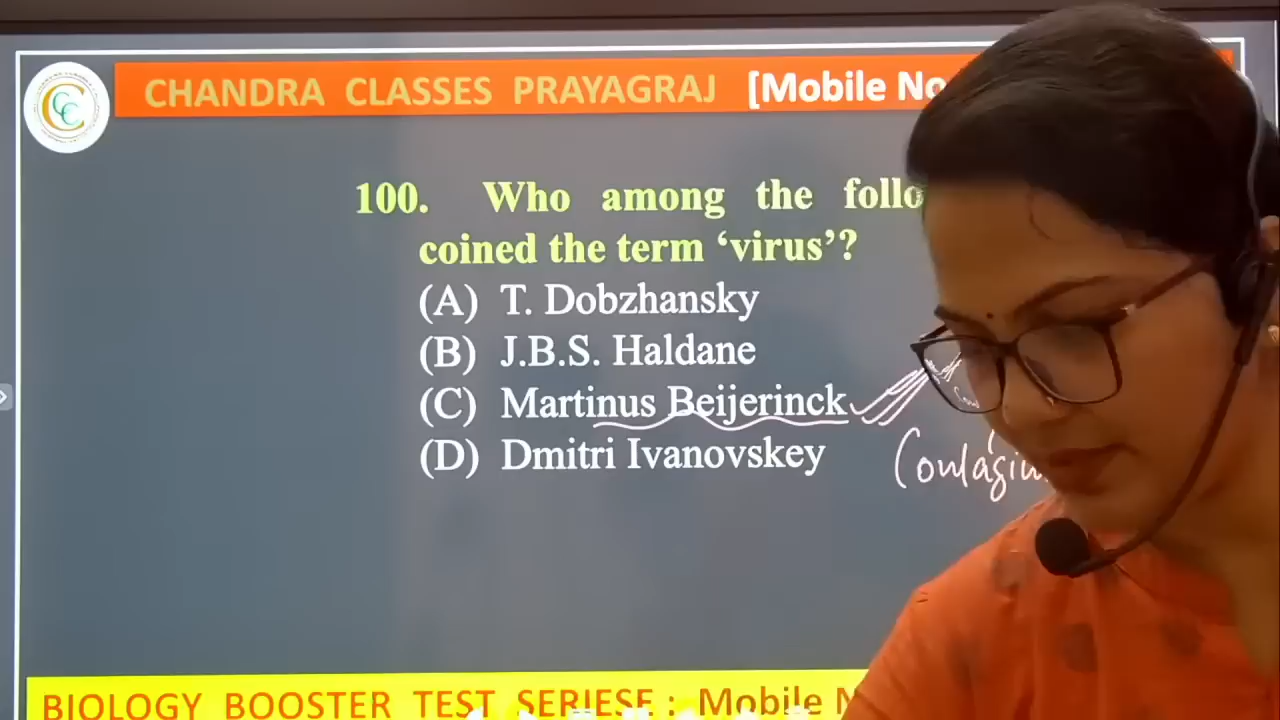 CHANDRA CLASSES PRAYAGRAJ [Mobile No
100. Who among the follo
coined the term ‘virus’?
(A) T. Dobzhansky
(B) J.B.S. Haldane
(C) Martinus Beijerinck
(D) Dmitri Ivanovskey
BIOLOGY BOOSTER TEST SERIESE : Mobile N